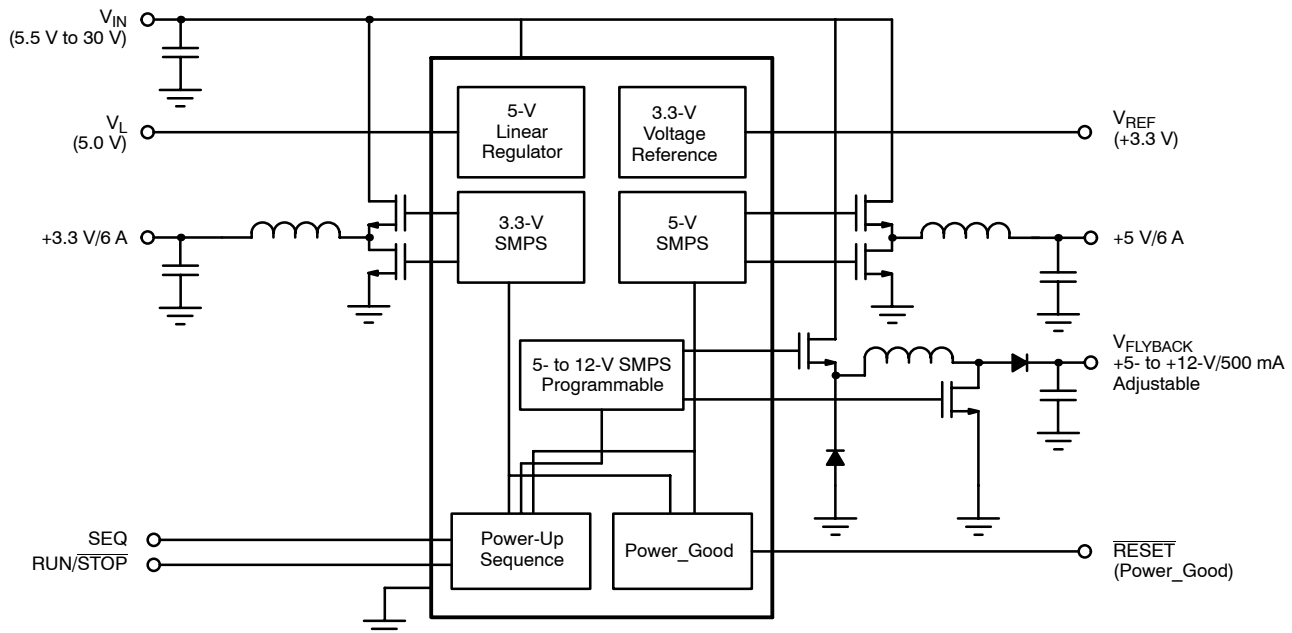 VIN
(5.5 V to 30 V)
5-V
Linear
Regulator
3.3-V
Voltage
Reference
VL
(5.0 V)
VREF
(+3.3 V)
3.3-V
SMPS
5-V
SMPS
+3.3 V/6 A
+5 V/6 A
5- to 12-V SMPS
Programmable
VFLYBACK
+5- to +12-V/500 mA
Adjustable
SEQ
RUN/STOP
Power-Up
Sequence
Power_Good
RESET
(Power_Good)